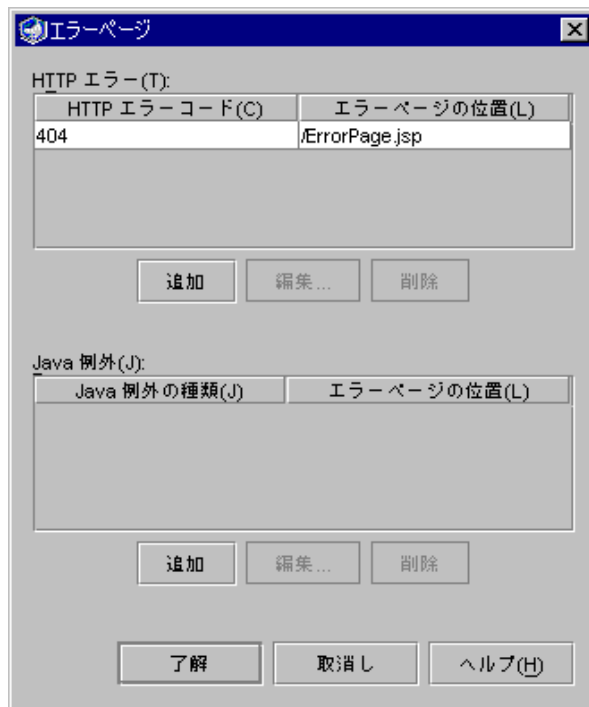 エラーページ
HTTP エラー(T):
HTTP エラーコード(C) エラーページの位置(L)
404 /ErrorPage.jsp
追加 編集... 削除
Java 例外(J):
Java 例外の種類(J) エラーページの位置(L)
追加 編集... 削除
了解 取消し ヘルプ(H)